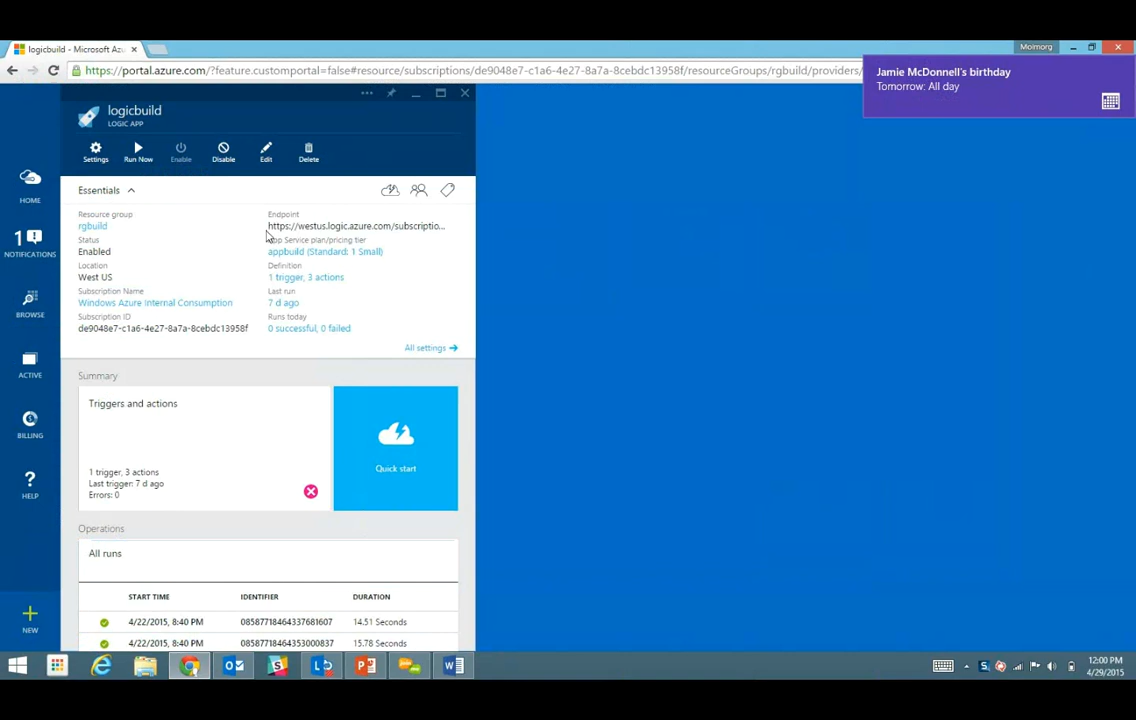 logicbuild - Microsoft Az
Molmorg
https://portal.azure.com/?feature.customportal=false#resource/subscriptions/de9048e7-c1a6-4e27-8a7a-8cebdc13958f/resourceGroups/rgbuild/providers/
Jamie McDonnell's birthday
Tomorrow: All day
logicbuild
LOGIC APP
Settings
Run Now
Enable
Disable
Edit
Delete
Essentials
Resource group
rgbuild
Endpoint
https://westus.logic.azure.com/subscriptio...
Status
Enabled
App Service plan/pricing tier
appbuild (Standard: 1 Small)
Location
West US
Definition
1 trigger, 3 actions
Subscription Name
Windows Azure Internal Consumption
Last run
7 d ago
Subscription ID
de9048e7-c1a6-4e27-8a7a-8cebdc13958f
Runs today
0 successful, 0 failed
All settings
HOME
1
NOTIFICATIONS
BROWSE
ACTIVE
BILLING
HELP
NEW
Summary
Triggers and actions
1 trigger, 3 actions
Last trigger: 7 d ago
Errors: 0
Quick start
Operations
All runs
START TIME IDENTIFIER DURATION
4/22/2015, 8:40 PM 08587718464337681607 14.51 Seconds
4/22/2015, 8:40 PM 08587718464353000837 15.78 Seconds
12:00 PM
4/29/2015